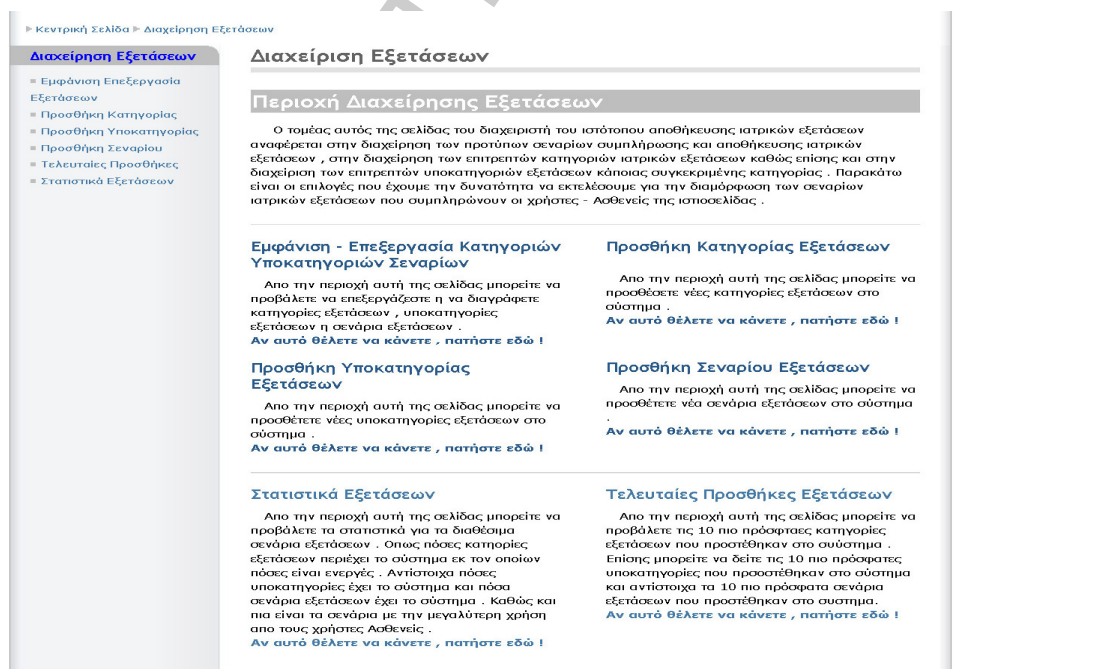 Κεντρική Σελίδα Διαχείρηση Εξετάσεων
Διαχείρηση Εξετάσεων
Εμφάνιση Επεξεργασία
Εξετάσεων
Προσθήκη Κατηγορίας
Προσθήκη Υποκατηγορίας
Προσθήκη Σεναρίου
Τελευταίες Προσθήκες
Στατιστικά Εξετάσεων
Διαχείριση Εξετάσεων
Περιοχή Διαχείρησης Εξετάσεων
Ο τομέας αυτός της σελίδας του διαχειριστή του ιστότοπου αποθήκευσης ιατρικών εξετάσεων
αναφέρεται στην διαχείρηση των προτύπων σεναρίων συμπλήρωσης και αποθήκευσης ιατρικών
εξετάσεων , στην διαχείρηση των επιτρεπτών κατηγοριών ιατρικών εξετάσεων καθώς επίσης και στην
διαχείριση των επιτρεπτών υποκατηγοριών εξετάσεων κάποιας συγκεκριμένης κατηγορίας . Παρακάτω
είναι οι επιλογές που έχουμε την δυνατότητα να εκτελέσουμε για την διαμόρφωση των σεναρίων
ιατρικών εξετάσεων που συμπληρώνουν οι χρήστες - Ασθενείς της ιστιοσελίδας .
Εμφάνιση - Επεξεργασία Κατηγοριών
Υποκατηγοριών Σεναρίων
Απο την περιοχή αυτή της σελίδας μπορείτε να
προβάλετε να επεξεργάζεστε η να διαγράφετε
κατηγορίες εξετάσεων , υποκατηγορίες
εξετάσεων η σενάρια εξετάσεων .
Αν αυτό θέλετε να κάνετε , πατήστε εδώ !
Προσθήκη Κατηγορίας Εξετάσεων
Απο την περιοχή αυτή της σελίδας μπορείτε να
προσθέσετε νέες κατηγορίες εξετάσεων στο
σύστημα .
Αν αυτό θέλετε να κάνετε , πατήστε εδώ !
Προσθήκη Υποκατηγορίας
Εξετάσεων
Απο την περιοχή αυτή της σελίδας μπορείτε να
προσθέτετε νέες υποκατηγορίες εξετάσεων στο
σύστημα .
Αν αυτό θέλετε να κάνετε , πατήστε εδώ !
Προσθήκη Σεναρίου Εξετάσεων
Απο την περιοχή αυτή της σελίδας μπορείτε να
προσθέτετε νέα σενάρια εξετάσεων στο σύστημα
.
Αν αυτό θέλετε να κάνετε , πατήστε εδώ !
Στατιστικά Εξετάσεων
Απο την περιοχή αυτή της σελίδας μπορείτε να
προβάλετε τα στατιστικά για τα διαθέσιμα
σενάρια εξετάσεων . Οπως πόσες κατηορίες
εξετάσεων περιέχει το σύστημα εκ τον οποίων
πόσες είναι ενεργές . Αντίστοιχα πόσες
υποκατηγορίες έχει το σύστημα και πόσα
σενάρια εξετάσεων έχει το σύστημα . Καθώς και
πια είναι τα σενάρια με την μεγαλύτερη χρήση
απο τους χρήστες Ασθενείς .
Αν αυτό θέλετε να κάνετε , πατήστε εδώ !
Τελευταίες Προσθήκες Εξετάσεων
Απο την περιοχή αυτή της σελίδας μπορείτε να
προβάλετε τις 10 πιο πρόσφταες κατηγορίες
εξετάσεων που προστέθηκαν στο συύστημα .
Επίσης μπορείτε να δείτε τις 10 πιο πρόσφατες
υποκατηγορίες που πρσοστέθηκαν στο σύστημα
και αντίστοιχα τα 10 πιο πρόσφατα σενάρια
εξετάσεων που προστέθηκαν στο συστημα.
Αν αυτό θέλετε να κάνετε , πατήστε εδώ !